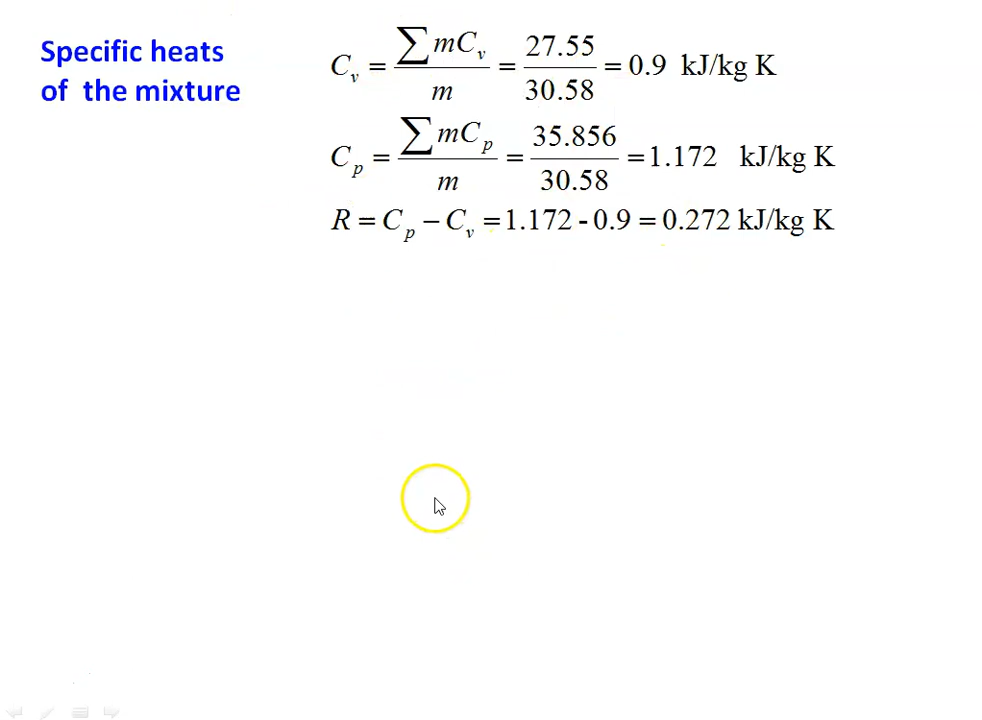 Specific heats
of the mixture
C_v = ∑mC_v / m = 27.55 / 30.58 = 0.9 kJ/kg K
C_p = ∑mC_p / m = 35.856 / 30.58 = 1.172 kJ/kg K
R = C_p − C_v = 1.172 - 0.9 = 0.272 kJ/kg K